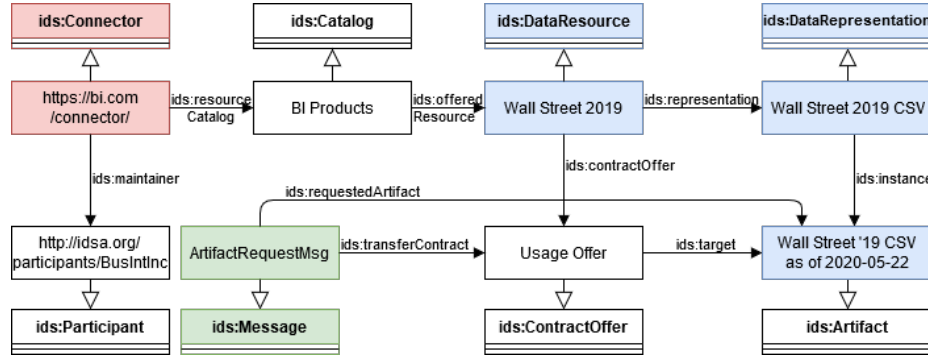 ids:Connector
ids:Catalog
ids:DataResource
ids:DataRepresentation
https://bi.com
/connector/
ids:resource
Catalog
BI Products
ids:offered
Resource
Wall Street 2019
ids:representation
Wall Street 2019 CSV
ids:maintainer
ids:contractOffer
ids:instance
ids:requestedArtifact
http://idsa.org/
participants/BusIntInc
ArtifactRequestMsg
ids:transferContract
Usage Offer
ids:target
Wall Street '19 CSV
as of 2020-05-22
ids:Participant
ids:Message
ids:ContractOffer
ids:Artifact